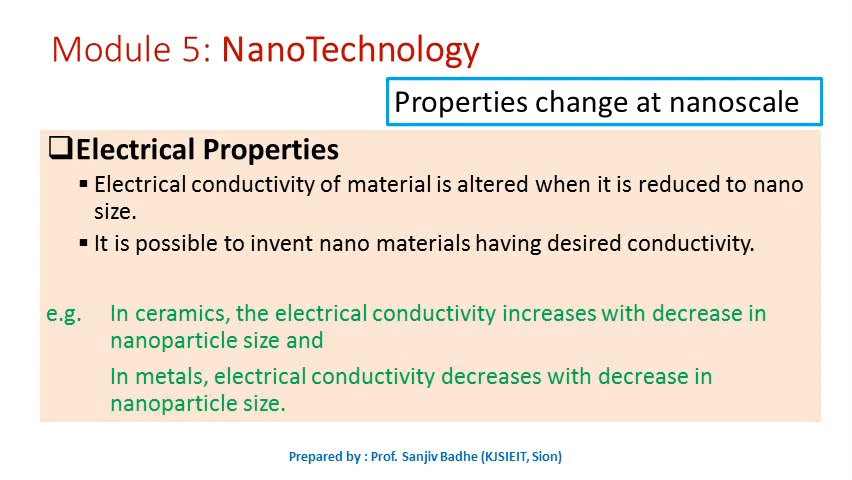 Module 5: NanoTechnology
Properties change at nanoscale
❑Electrical Properties
▪ Electrical conductivity of material is altered when it is reduced to nano
size.
▪ It is possible to invent nano materials having desired conductivity.
e.g. In ceramics, the electrical conductivity increases with decrease in
nanoparticle size and
In metals, electrical conductivity decreases with decrease in
nanoparticle size.
Prepared by : Prof. Sanjiv Badhe (KJSIEIT, Sion)